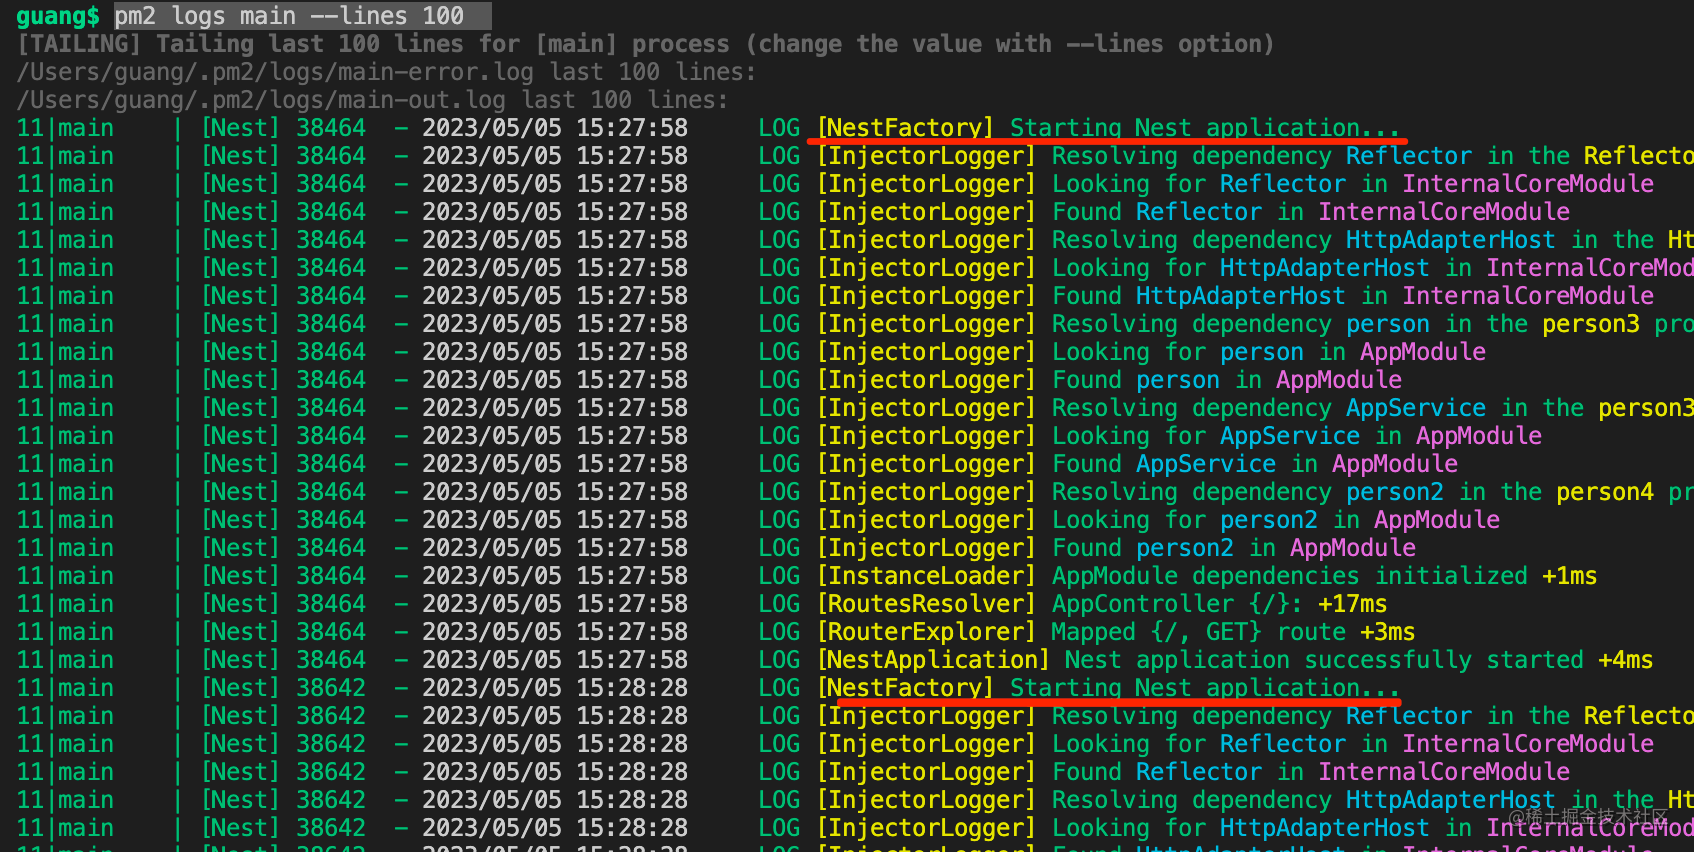 guang$ pm2 logs main --lines 100
[TAILING] Tailing last 100 lines for [main] process (change the value with --lines option)
/Users/guang/.pm2/logs/main-error.log last 100 lines:
/Users/guang/.pm2/logs/main-out.log last 100 lines:
11|main    | [Nest] 38464  - 2023/05/05 15:27:58     LOG [NestFactory] Starting Nest application...
11|main    | [Nest] 38464  - 2023/05/05 15:27:58     LOG [InjectorLogger] Resolving dependency Reflector in the Reflecto
11|main    | [Nest] 38464  - 2023/05/05 15:27:58     LOG [InjectorLogger] Looking for Reflector in InternalCoreModule
11|main    | [Nest] 38464  - 2023/05/05 15:27:58     LOG [InjectorLogger] Found Reflector in InternalCoreModule
11|main    | [Nest] 38464  - 2023/05/05 15:27:58     LOG [InjectorLogger] Resolving dependency HttpAdapterHost in the Ht
11|main    | [Nest] 38464  - 2023/05/05 15:27:58     LOG [InjectorLogger] Looking for HttpAdapterHost in InternalCoreMod
11|main    | [Nest] 38464  - 2023/05/05 15:27:58     LOG [InjectorLogger] Found HttpAdapterHost in InternalCoreModule
11|main    | [Nest] 38464  - 2023/05/05 15:27:58     LOG [InjectorLogger] Resolving dependency person in the person3 pro
11|main    | [Nest] 38464  - 2023/05/05 15:27:58     LOG [InjectorLogger] Looking for person in AppModule
11|main    | [Nest] 38464  - 2023/05/05 15:27:58     LOG [InjectorLogger] Found person in AppModule
11|main    | [Nest] 38464  - 2023/05/05 15:27:58     LOG [InjectorLogger] Resolving dependency AppService in the person3
11|main    | [Nest] 38464  - 2023/05/05 15:27:58     LOG [InjectorLogger] Looking for AppService in AppModule
11|main    | [Nest] 38464  - 2023/05/05 15:27:58     LOG [InjectorLogger] Found AppService in AppModule
11|main    | [Nest] 38464  - 2023/05/05 15:27:58     LOG [InjectorLogger] Resolving dependency person2 in the person4 pr
11|main    | [Nest] 38464  - 2023/05/05 15:27:58     LOG [InjectorLogger] Looking for person2 in AppModule
11|main    | [Nest] 38464  - 2023/05/05 15:27:58     LOG [InjectorLogger] Found person2 in AppModule
11|main    | [Nest] 38464  - 2023/05/05 15:27:58     LOG [InstanceLoader] AppModule dependencies initialized +1ms
11|main    | [Nest] 38464  - 2023/05/05 15:27:58     LOG [RoutesResolver] AppController {/}: +17ms
11|main    | [Nest] 38464  - 2023/05/05 15:27:58     LOG [RouterExplorer] Mapped {/, GET} route +3ms
11|main    | [Nest] 38464  - 2023/05/05 15:27:58     LOG [NestApplication] Nest application successfully started +4ms
11|main    | [Nest] 38642  - 2023/05/05 15:28:28     LOG [NestFactory] Starting Nest application...
11|main    | [Nest] 38642  - 2023/05/05 15:28:28     LOG [InjectorLogger] Resolving dependency Reflector in the Reflecto
11|main    | [Nest] 38642  - 2023/05/05 15:28:28     LOG [InjectorLogger] Looking for Reflector in InternalCoreModule
11|main    | [Nest] 38642  - 2023/05/05 15:28:28     LOG [InjectorLogger] Found Reflector in InternalCoreModule
11|main    | [Nest] 38642  - 2023/05/05 15:28:28     LOG [InjectorLogger] Resolving dependency HttpAdapterHost in the Ht
11|main    | [Nest] 38642  - 2023/05/05 15:28:28     LOG [InjectorLogger] Looking for HttpAdapterHost in InternalCoreMod
@稀土掘金技术社区